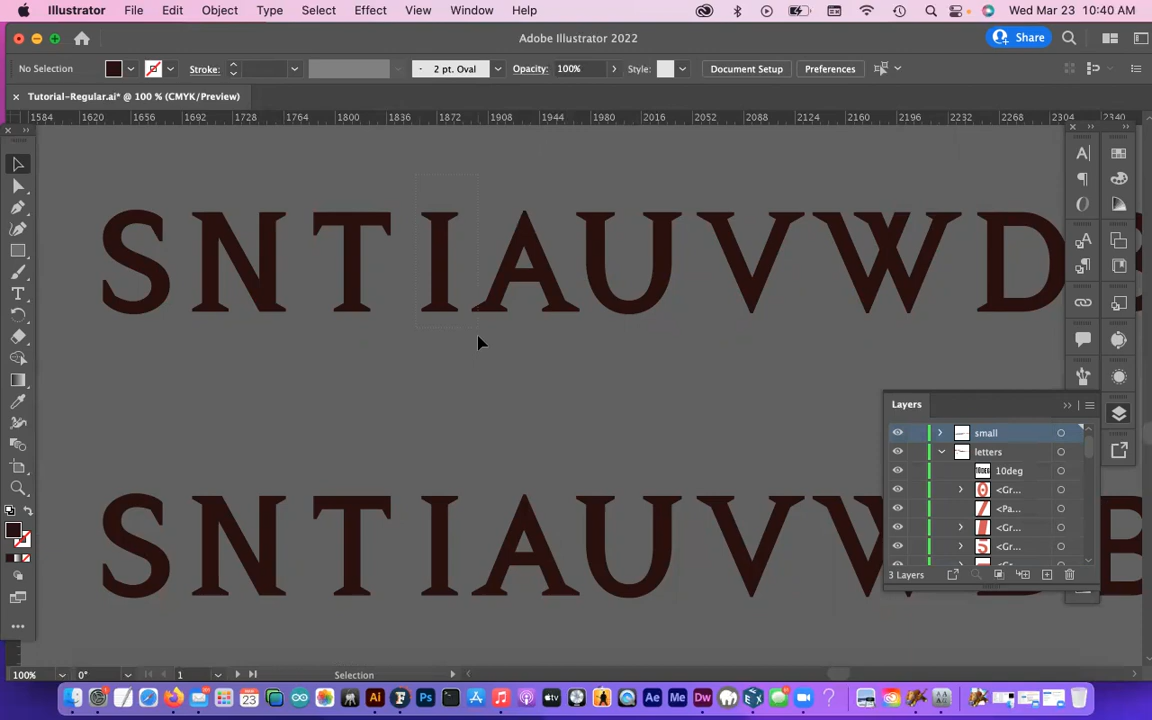 Illustrator File Edit Object Type Select Effect View Window Help Wed Mar 23 10:40 AM
Adobe Illustrator 2022 Share
No Selection Stroke: 2 pt. Oval Opacity: 100% Style: Document Setup Preferences
× Tutorial-Regular.ai* @ 100 % (CMYK/Preview)
1584 1620 1656 1692 1728 1764 1800 1836 1872 1908 1944 1980 2016 2052 2088 2124 2160 2196 2232 2268 2304 2340
SNTIAUVWD
Layers
small
letters
10deg
<Gr...
<Pa...
<Gr...
<Gr...
3 Layers
SNTIAUVWDB
100% 0° 1 Selection